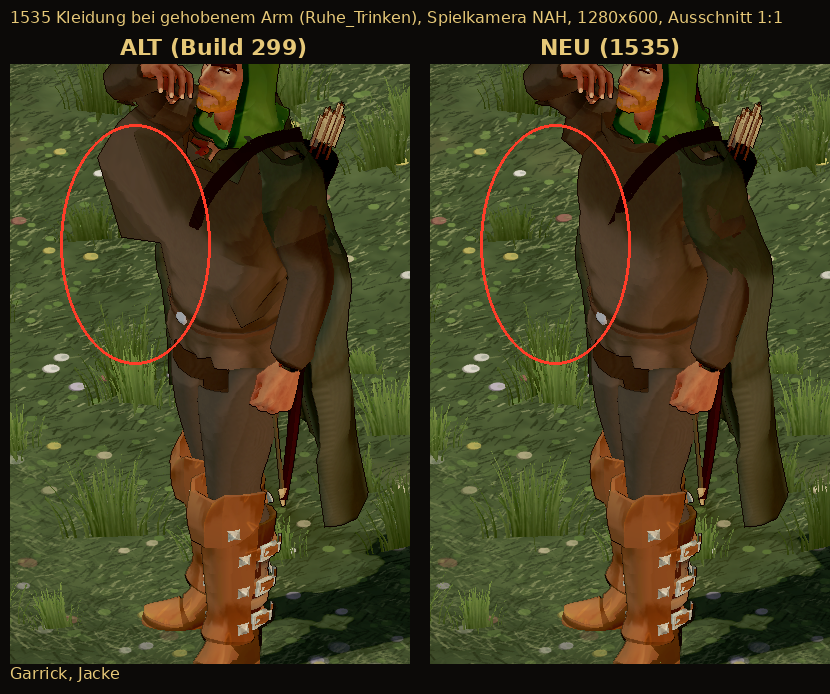 1535 Kleidung bei gehobenem Arm (Ruhe_Trinken), Spielkamera NAH, 1280x600, Ausschnitt 1:1
ALT (Build 299)
NEU (1535)
Garrick, Jacke